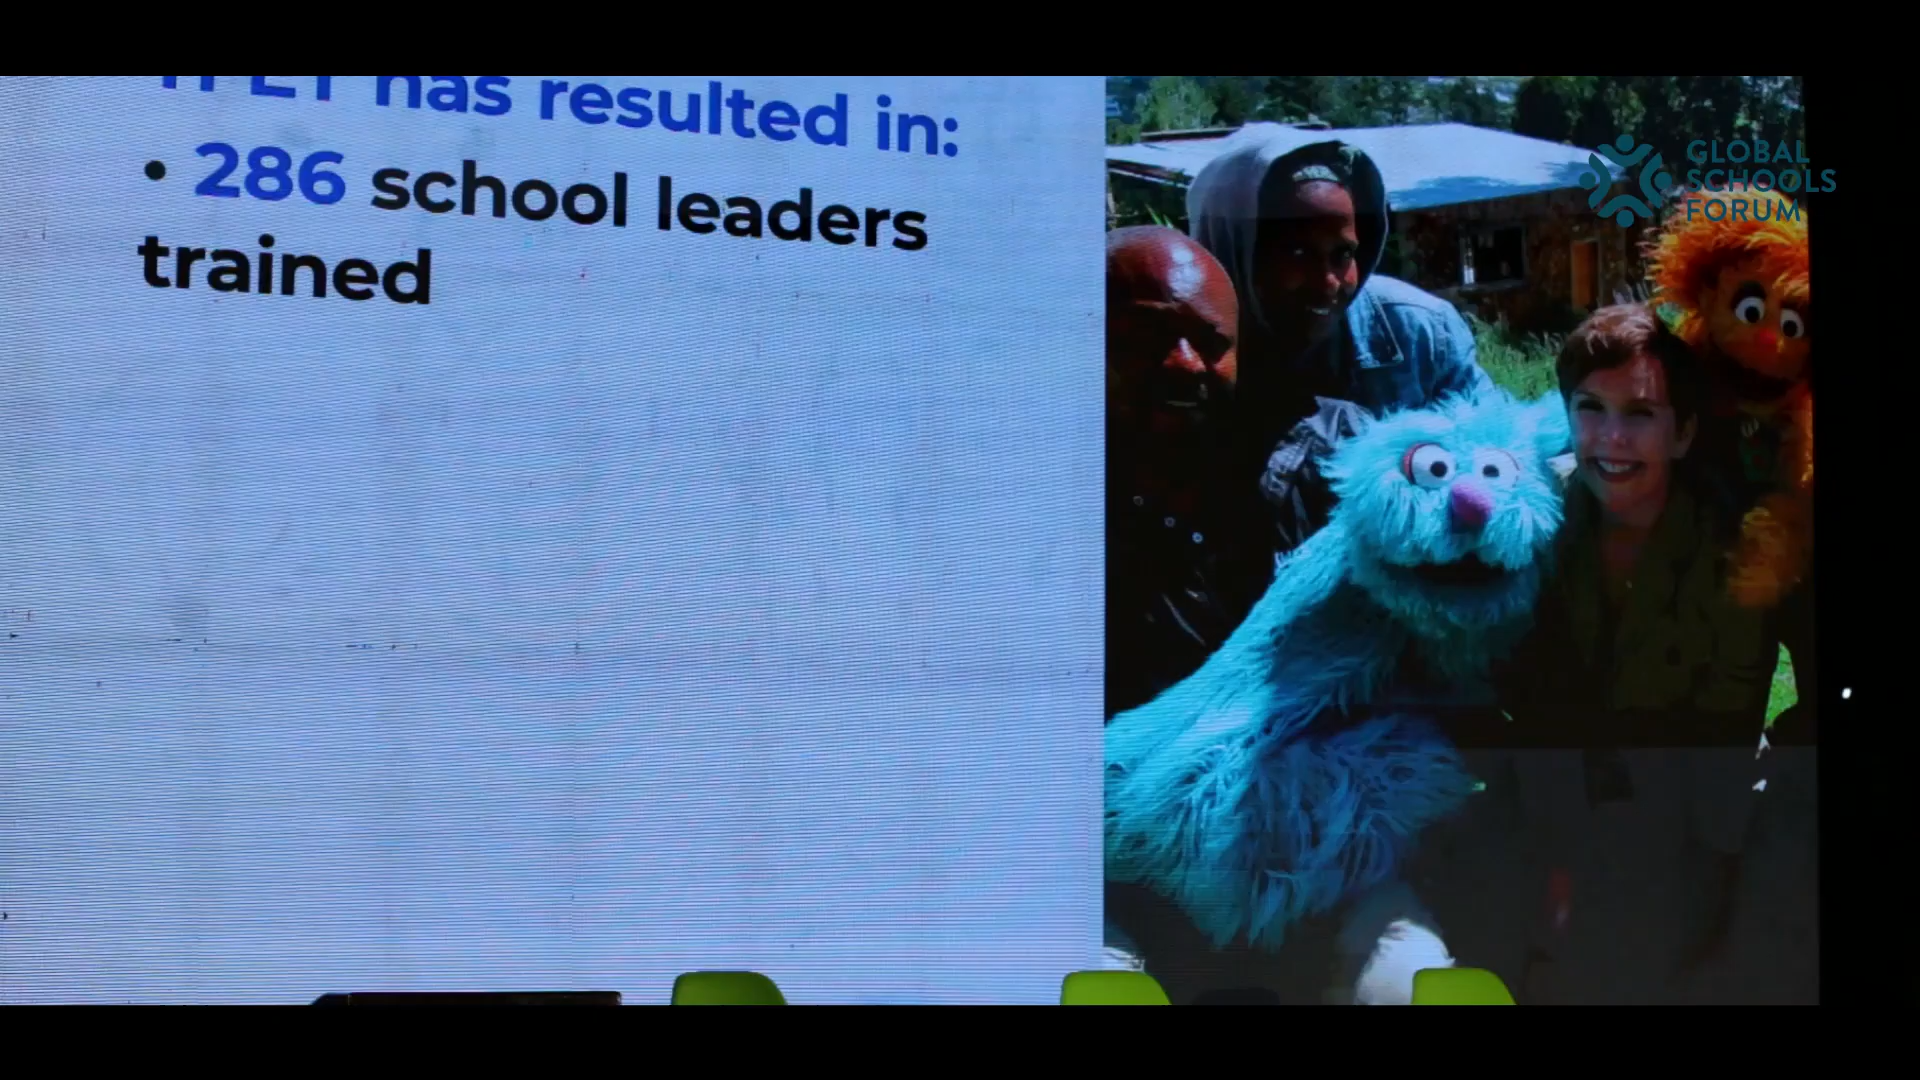 has resulted in:
• 286 school leaders
trained
GLOBAL
SCHOOLS
FORUM